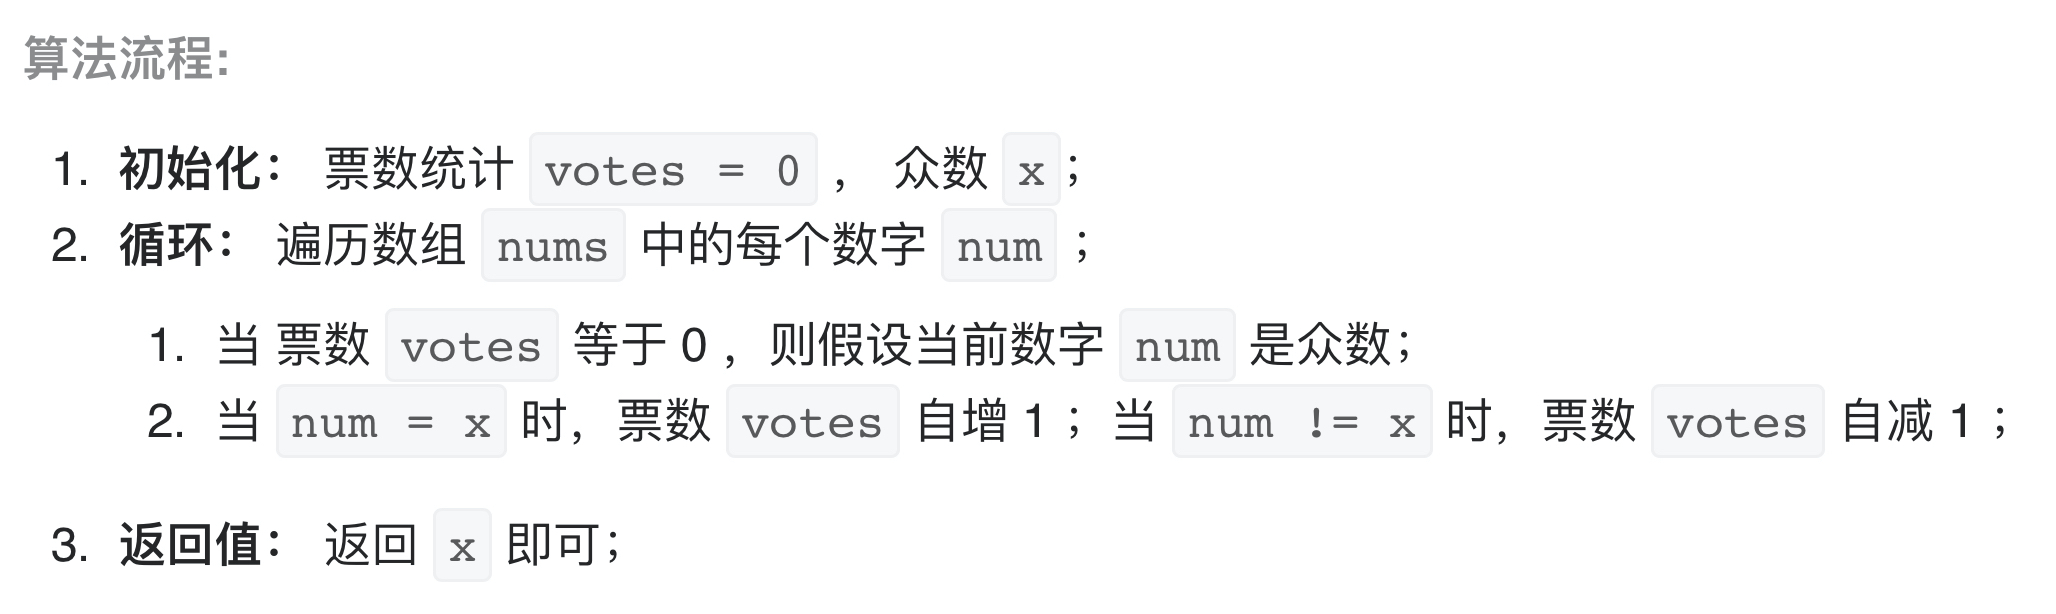 算法流程:
1. 初始化： 票数统计 votes = 0 ， 众数 x；
2. 循环： 遍历数组 nums 中的每个数字 num ；
1. 当 票数 votes 等于 0 ，则假设当前数字 num 是众数；
2. 当 num = x 时，票数 votes 自增 1 ；当 num != x 时，票数 votes 自减 1 ；
3. 返回值： 返回 x 即可；